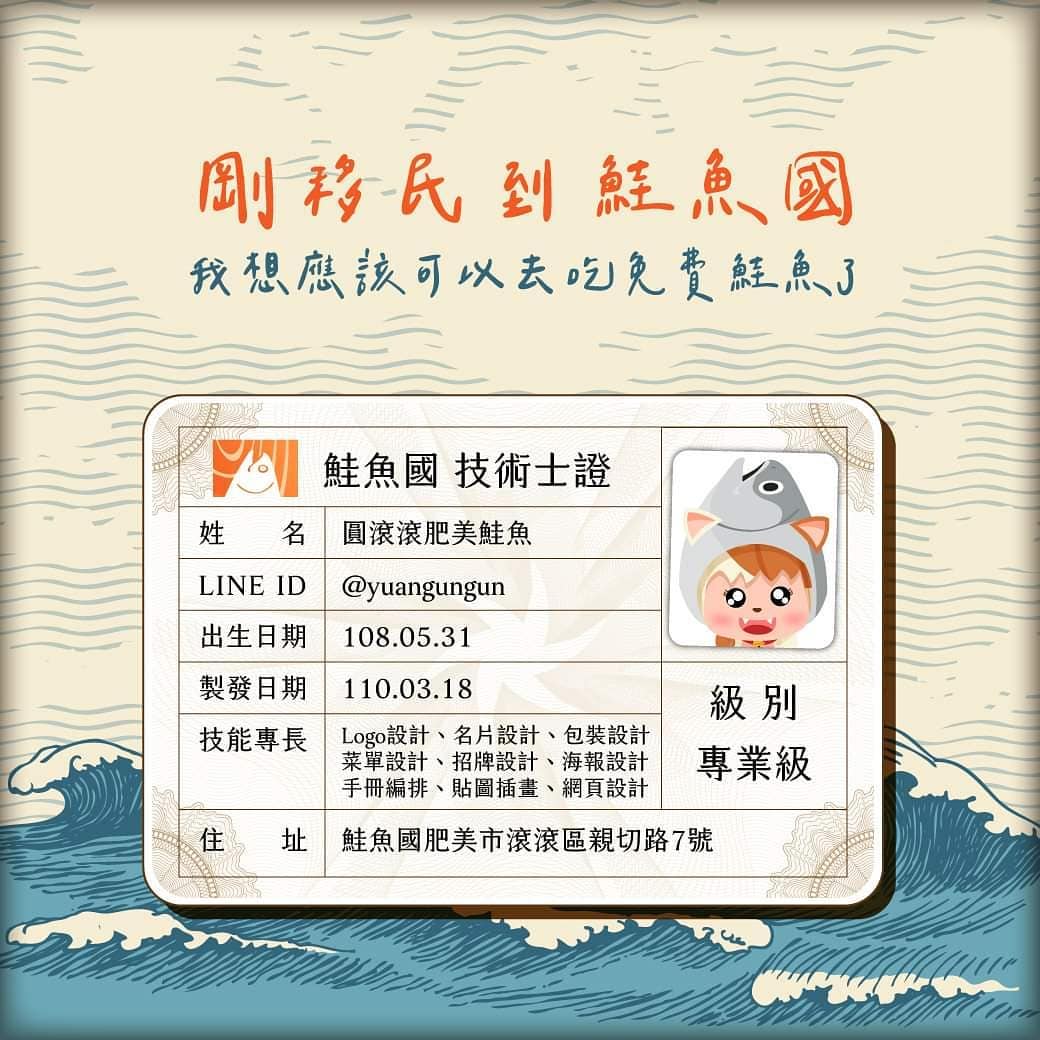 剛移民到鮭魚國
我想應該可以去吃免費鮭魚了
鮭魚國 技術士證
姓 名 圓滾滾肥美鮭魚
LINE ID @yuangungun
出生日期 108.05.31
製發日期 110.03.18
技能專長 Logo設計、名片設計、包裝設計
菜單設計、招牌設計、海報設計
手冊編排、貼圖插畫、網頁設計
級別
專業級
住 址 鮭魚國肥美市滾滾區親切路7號